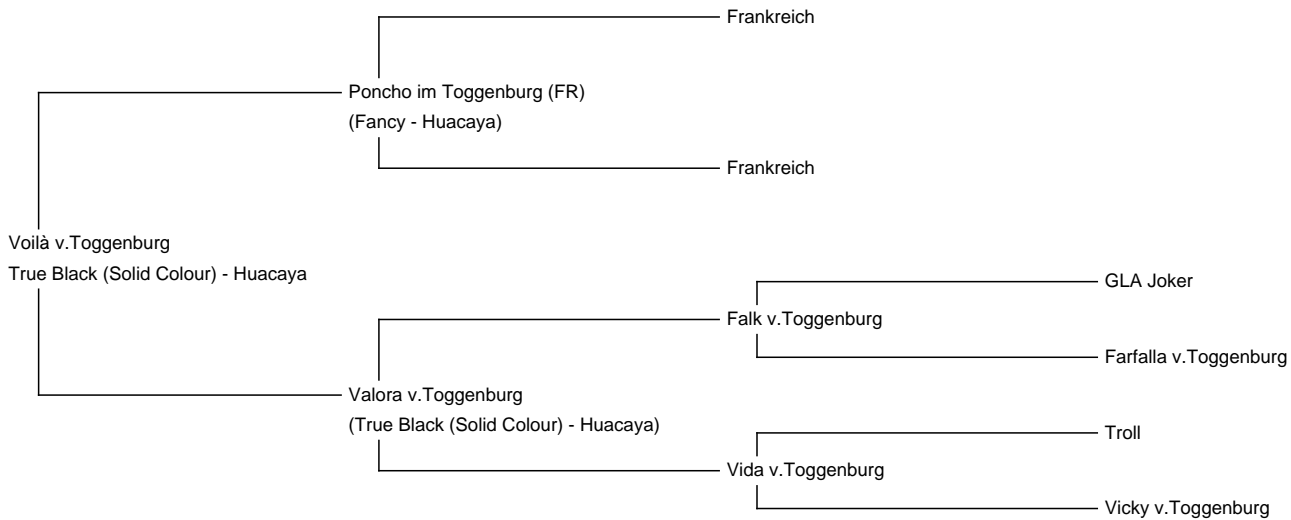 Frankreich
Poncho im Toggenburg (FR)
(Fancy - Huacaya)
Frankreich
Voilà v.Toggenburg
True Black (Solid Colour) - Huacaya
GLA Joker
Falk v.Toggenburg
Farfalla v.Toggenburg
Valora v.Toggenburg
(True Black (Solid Colour) - Huacaya)
Troll
Vida v.Toggenburg
Vicky v.Toggenburg